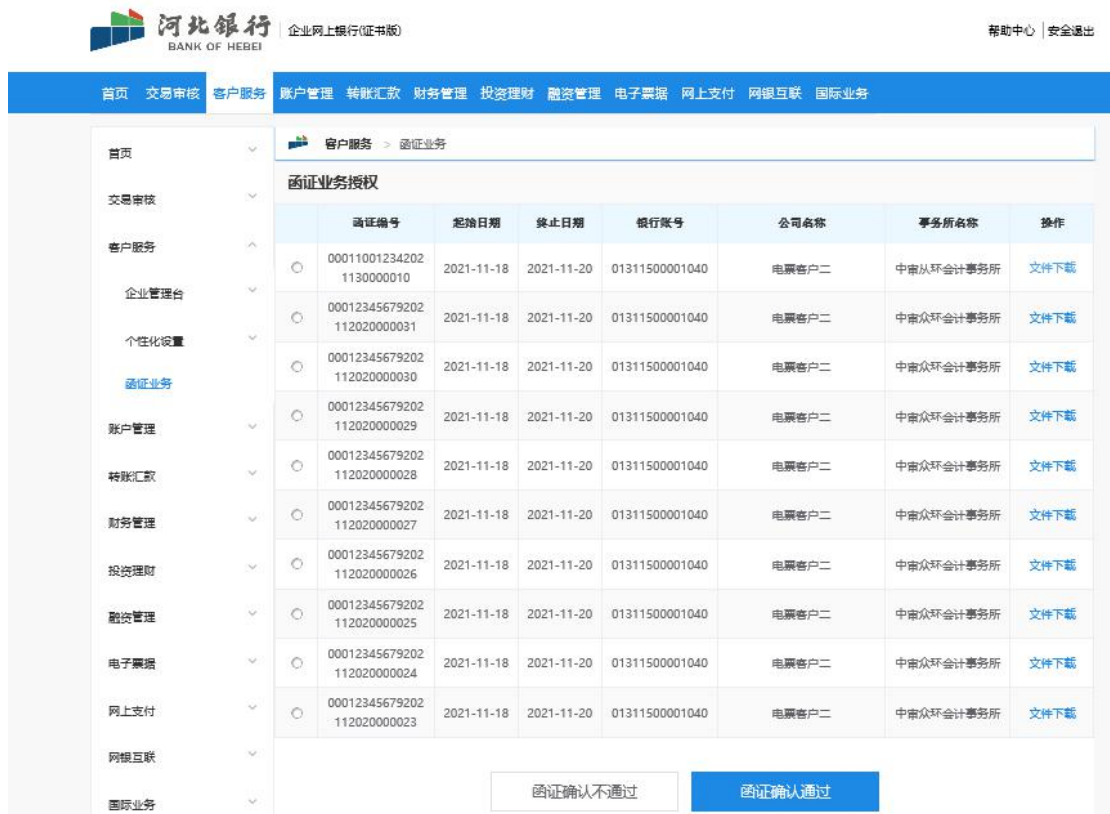 河北银行
BANK OF HEBEI
企业网上银行(证书版)
帮助中心 | 安全退出
首页 交易审核 客户服务 账户管理 转账汇款 财务管理 投资理财 融资管理 电子票据 网上支付 网银互联 国际业务
首页
交易审核
客户服务
企业管理台
个性化设置
函证业务
账户管理
转账汇款
财务管理
投资理财
融资管理
电子票据
网上支付
网银互联
国际业务
客户服务 > 函证业务
函证业务授权
函证编号 起始日期 终止日期 银行账号 公司名称 事务所名称 操作
00011001234202
1130000010
2021-11-18 2021-11-20 01311500001040 电票客户二 中审从环会计事务所 文件下载
00012345679202
112020000031
2021-11-18 2021-11-20 01311500001040 电票客户二 中审众环会计事务所 文件下载
00012345679202
112020000030
2021-11-18 2021-11-20 01311500001040 电票客户二 中审众环会计事务所 文件下载
00012345679202
112020000029
2021-11-18 2021-11-20 01311500001040 电票客户二 中审众环会计事务所 文件下载
00012345679202
112020000028
2021-11-18 2021-11-20 01311500001040 电票客户二 中审众环会计事务所 文件下载
00012345679202
112020000027
2021-11-18 2021-11-20 01311500001040 电票客户二 中审众环会计事务所 文件下载
00012345679202
112020000026
2021-11-18 2021-11-20 01311500001040 电票客户二 中审众环会计事务所 文件下载
00012345679202
112020000025
2021-11-18 2021-11-20 01311500001040 电票客户二 中审众环会计事务所 文件下载
00012345679202
112020000024
2021-11-18 2021-11-20 01311500001040 电票客户二 中审众环会计事务所 文件下载
00012345679202
112020000023
2021-11-18 2021-11-20 01311500001040 电票客户二 中审众环会计事务所 文件下载
函证确认不通过 函证确认通过